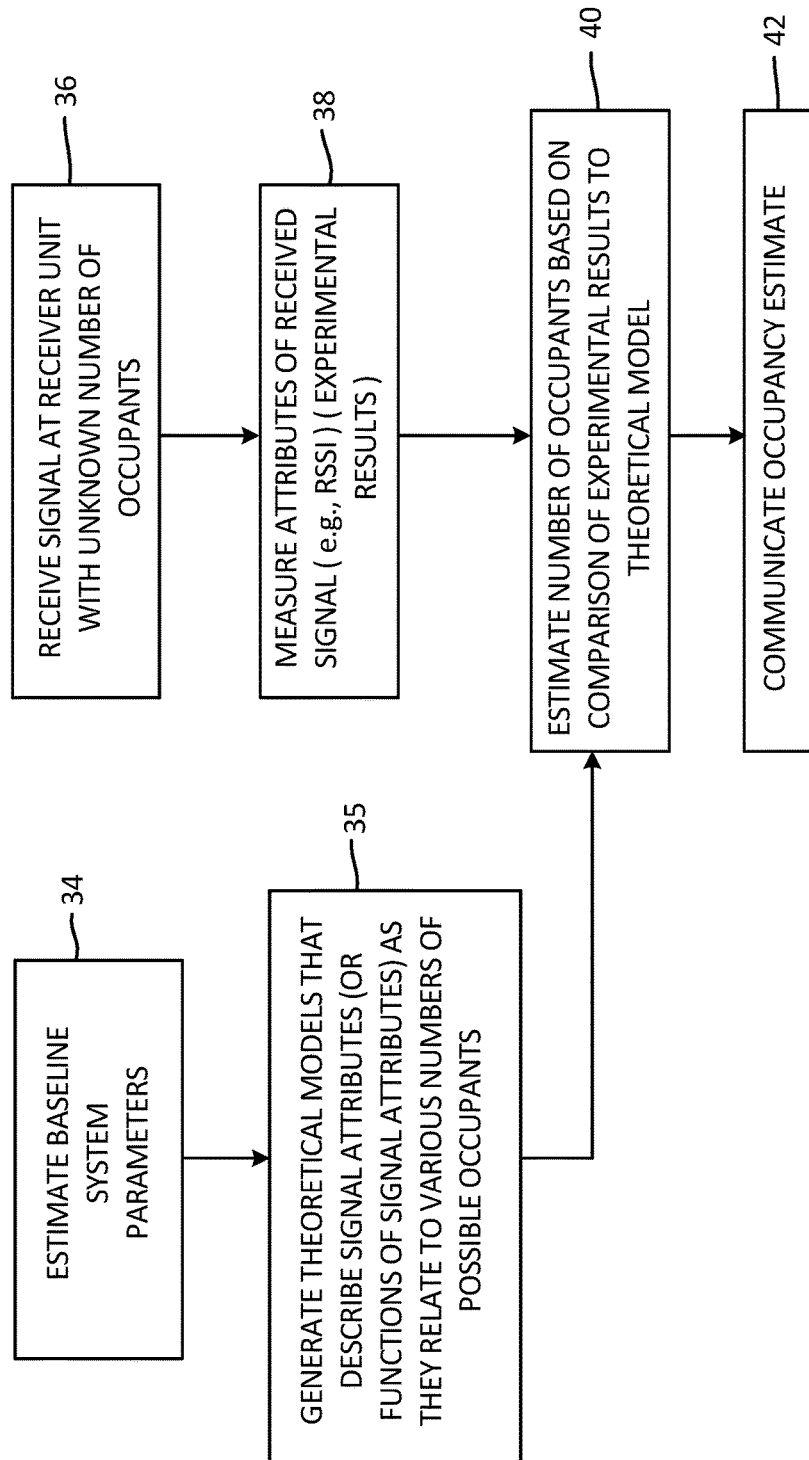 34
ESTIMATE BASELINE
SYSTEM
PARAMETERS
35
GENERATE THEORETICAL MODELS THAT
DESCRIBE SIGNAL ATTRIBUTES (OR
FUNCTIONS OF SIGNAL ATTRIBUTES) AS
THEY RELATE TO VARIOUS NUMBERS OF
POSSIBLE OCCUPANTS
36
RECEIVE SIGNAL AT RECEIVER UNIT
WITH UNKNOWN NUMBER OF
OCCUPANTS
38
MEASURE ATTRIBUTES OF RECEIVED
SIGNAL ( e.g., RSSI ) ( EXPERIMENTAL
RESULTS )
40
ESTIMATE NUMBER OF OCCUPANTS BASED ON
COMPARISON OF EXPERIMENTAL RESULTS TO
THEORETICAL MODEL
42
COMMUNICATE OCCUPANCY ESTIMATE